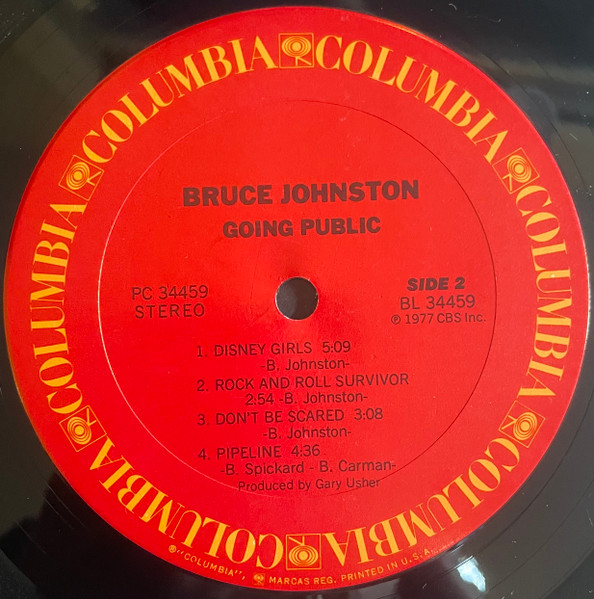 COLUMBIA COLUMBIA COLUMBIA COLUMBIA COLUMBIA COLUMBIA COLUMBIA COLUMBIA
BRUCE JOHNSTON
GOING PUBLIC
PC 34459
STEREO
SIDE 2
BL 34459
℗ 1977 CBS Inc.
1. DISNEY GIRLS 5:09
-B. Johnston-
2. ROCK AND ROLL SURVIVOR
2:54 -B. Johnston-
3. DON'T BE SCARED 3:08
-B. Johnston-
4. PIPELINE 4:36
-B. Spickard - B. Carman-
Produced by Gary Usher
®"COLUMBIA", MARCAS REG. PRINTED IN U.S.A.